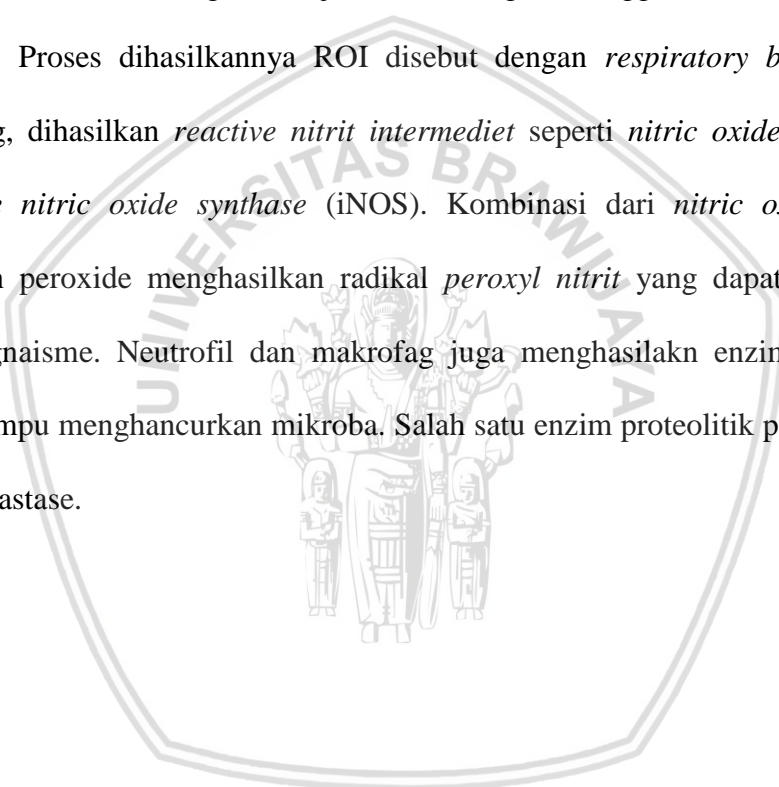 Proses dihasilkannya ROI disebut dengan respiratory b
g, dihasilkan reactive nitrit intermediet seperti nitric oxide
nitric oxide synthase (iNOS). Kombinasi dari nitric o
n peroxide menghasilkan radikal peroxyl nitrit yang dapat
gnaisme. Neutrofil dan makrofag juga menghasilakn enzim
mpu menghancurkan mikroba. Salah satu enzim proteolitik p
astase.
UNIVERSITAS BRAWIJAYA